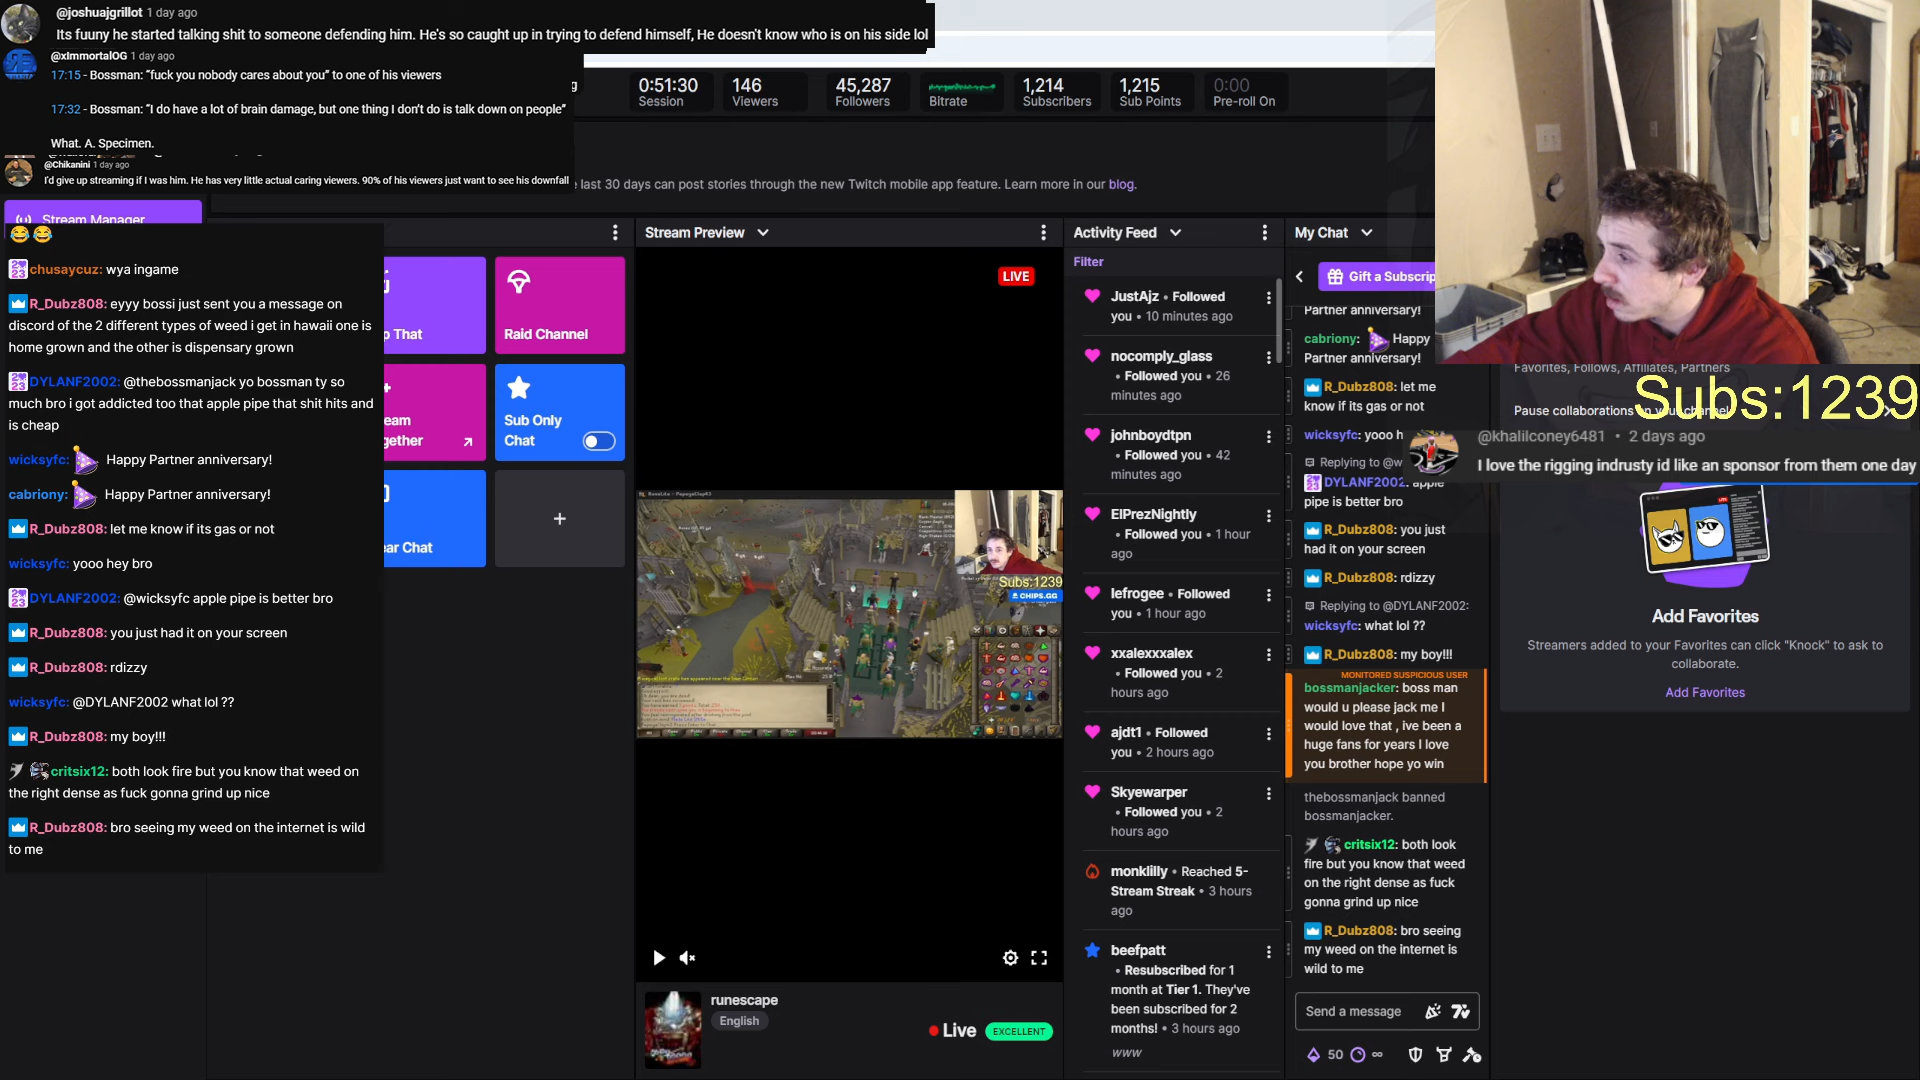 @joshuajgrillot 1 day ago
Its fuuny he started talking shit to someone defending him. He's so caught up in trying to defend himself, He doesn't know who is on his side lol
@xImmortalOG 1 day ago
17:15 - Bossman: “fuck you nobody cares about you” to one of his viewers
17:32 - Bossman: “I do have a lot of brain damage, but one thing I don’t do is talk down on people”
What. A. Specimen.
@Chikanini 1 day ago
I'd give up streaming if I was him. He has very little actual caring viewers. 90% of his viewers just want to see his downfall
0:51:30
Session
146
Viewers
45,287
Followers
Bitrate
1,214
Subscribers
1,215
Sub Points
0:00
Pre-roll On
last 30 days can post stories through the new Twitch mobile app feature. Learn more in our blog.
Stream Manager
chusaycuz: wya ingame
R_Dubz808: eyyy bossi just sent you a message on
discord of the 2 different types of weed i get in hawaii one is
home grown and the other is dispensary grown
DYLANF2002: @thebossmanjack yo bossman ty so
much bro i got addicted too that apple pipe that shit hits and
is cheap
wicksyfc: Happy Partner anniversary!
cabriony: Happy Partner anniversary!
R_Dubz808: let me know if its gas or not
wicksyfc: yooo hey bro
DYLANF2002: @wicksyfc apple pipe is better bro
R_Dubz808: you just had it on your screen
R_Dubz808: rdizzy
wicksyfc: @DYLANF2002 what lol ??
R_Dubz808: my boy!!!
critsix12: both look fire but you know that weed on
the right dense as fuck gonna grind up nice
R_Dubz808: bro seeing my weed on the internet is wild
to me
p That
Raid Channel
eam
gether
Sub Only
Chat
ear Chat
Stream Preview
LIVE
Subs:1239
CHIPS.GG
runescape
English
Live
EXCELLENT
Activity Feed
Filter
JustAjz • Followed
you • 10 minutes ago
nocomply_glass
• Followed you • 26
minutes ago
johnboydtpn
• Followed you • 42
minutes ago
ElPrezNightly
• Followed you • 1 hour
ago
lefrogee • Followed
you • 1 hour ago
xxalexxxalex
• Followed you • 2
hours ago
ajdt1 • Followed
you • 2 hours ago
Skyewarper
• Followed you • 2
hours ago
monklilly • Reached 5-
Stream Streak • 3 hours
ago
beefpatt
• Resubscribed for 1
month at Tier 1. They've
been subscribed for 2
months! • 3 hours ago
www
My Chat
Gift a Subscrip
Partner anniversary!
cabriony: Happy
Partner anniversary!
R_Dubz808: let me
know if its gas or not
wicksyfc: yooo h
Replying to @w
DYLANF2002: apple
pipe is better bro
R_Dubz808: you just
had it on your screen
R_Dubz808: rdizzy
Replying to @DYLANF2002:
wicksyfc: what lol ??
R_Dubz808: my boy!!!
MONITORED SUSPICIOUS USER
bossmanjacker: boss man
would u please jack me I
would love that , ive been a
huge fans for years I love
you brother hope yo win
thebossmanjack banned
bossmanjacker.
critsix12: both look
fire but you know that weed
on the right dense as fuck
gonna grind up nice
R_Dubz808: bro seeing
my weed on the internet is
wild to me
Send a message
50
∞
Favorites, Follows, Affiliates, Partners
Subs:1239
Pause collaborations on your channel
@khalilconey6481 • 2 days ago
I love the rigging indrusty id like an sponsor from them one day
Add Favorites
Streamers added to your Favorites can click "Knock" to ask to
collaborate.
Add Favorites